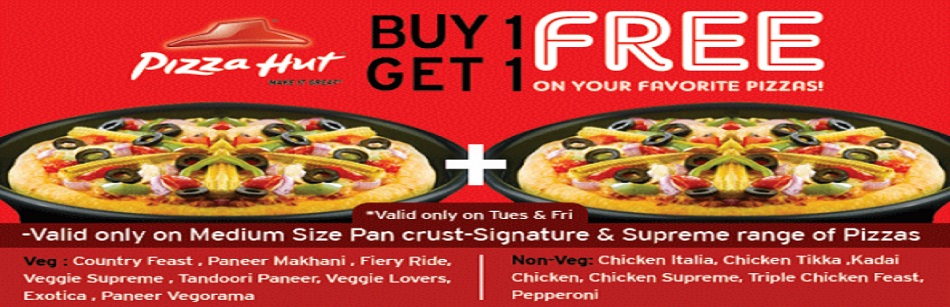 Pizza Hut
MAKE IT GREAT!
BUY 1
GET 1
FREE
ON YOUR FAVORITE PIZZAS!
+
*Valid only on Tues & Fri
-Valid only on Medium Size Pan crust-Signature & Supreme range of Pizzas
Veg : Country Feast , Paneer Makhani , Fiery Ride,
Veggie Supreme , Tandoori Paneer, Veggie Lovers,
Exotica , Paneer Vegorama
Non-Veg: Chicken Italia, Chicken Tikka ,Kadai
Chicken, Chicken Supreme, Triple Chicken Feast,
Pepperoni